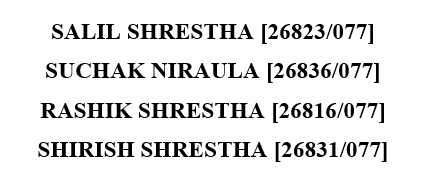 SALIL SHRESTHA [26823/077]
SUCHAK NIRAULA [26836/077]
RASHIK SHRESTHA [26816/077]
SHIRISH SHRESTHA [26831/077]